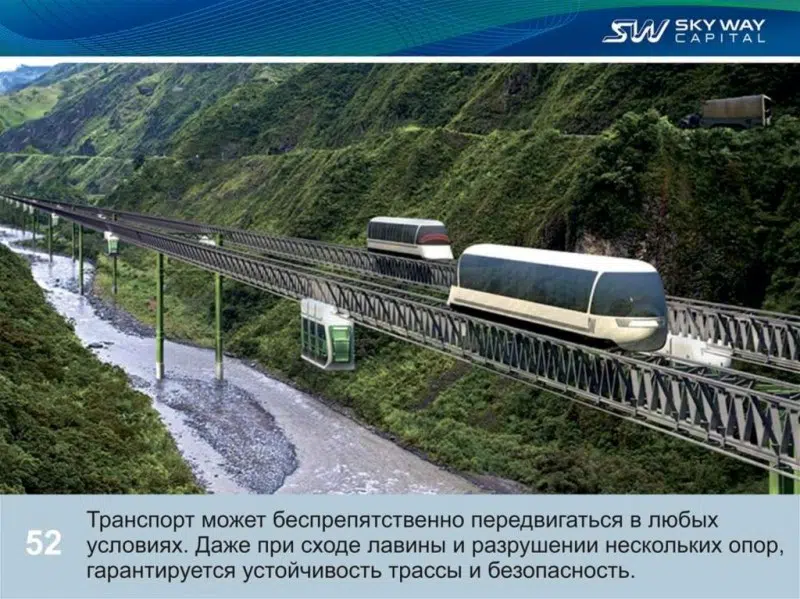 SW SKY WAY
CAPITAL
52
Транспорт может беспрепятственно передвигаться в любых
условиях. Даже при сходе лавины и разрушении нескольких опор,
гарантируется устойчивость трассы и безопасность.